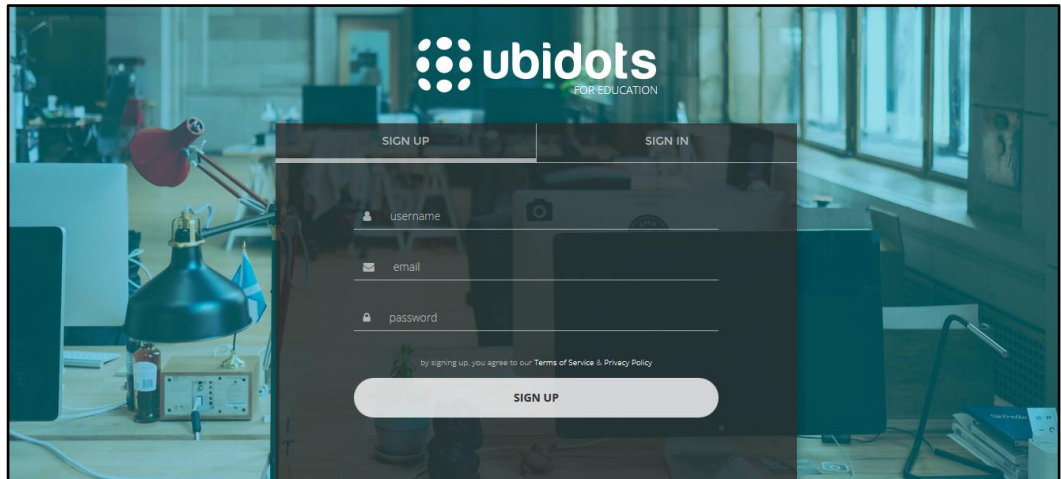 ubidots
FOR EDUCATION
SIGN UP
SIGN IN
username
email
password
by signing up, you agree to our Terms of Service & Privacy Policy
SIGN UP